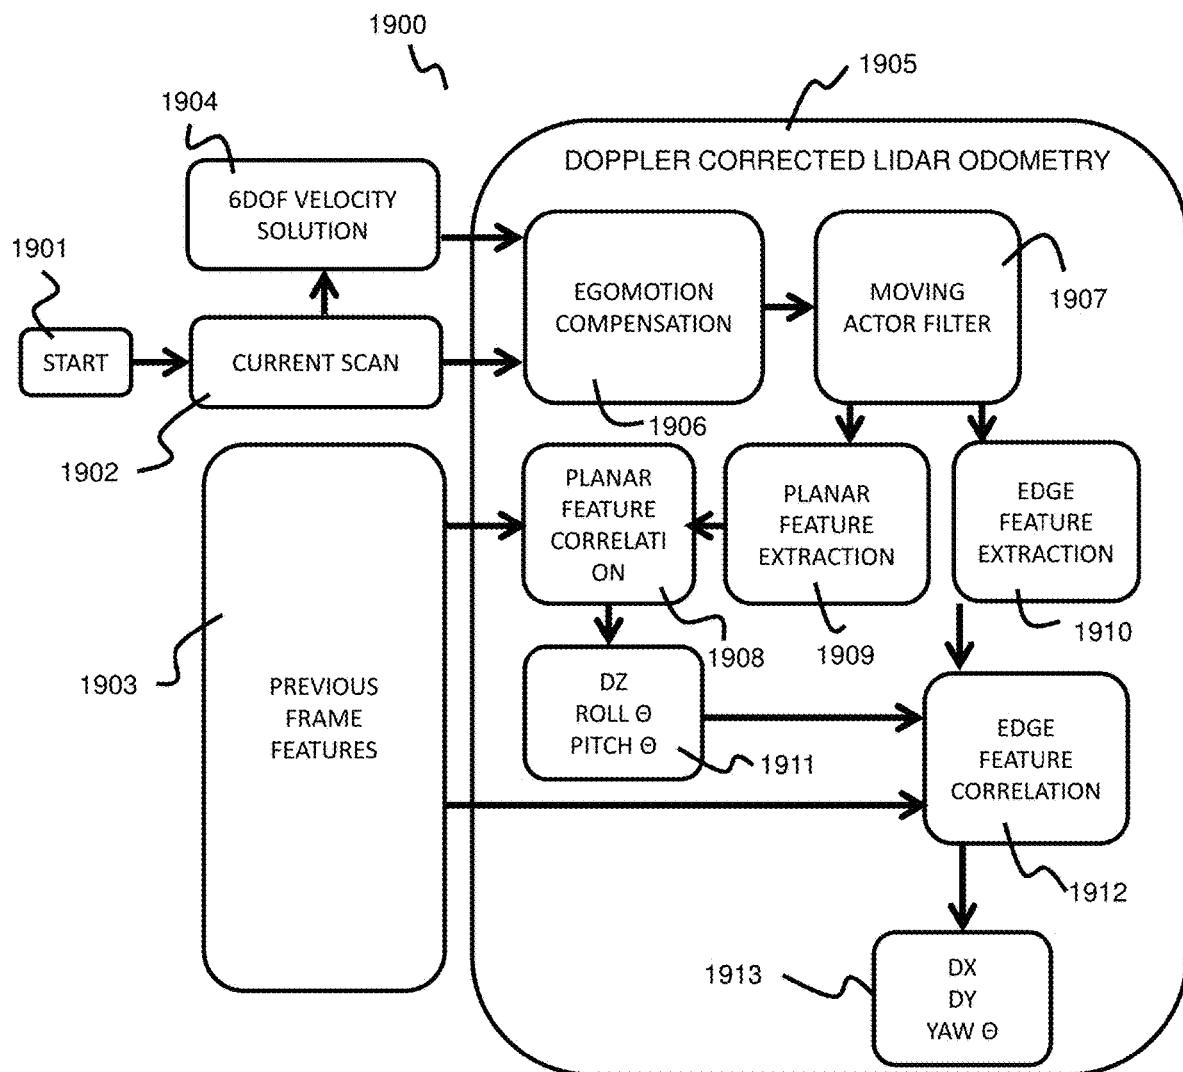 1900
1905
1904
DOPPLER CORRECTED LIDAR ODOMETRY
6DOF VELOCITY
SOLUTION
1901
START
CURRENT SCAN
EGOMOTION
COMPENSATION
MOVING
ACTOR FILTER
1907
1906
1902
PLANAR
FEATURE
CORRELATI
ON
PLANAR
FEATURE
EXTRACTION
EDGE
FEATURE
EXTRACTION
1908
1909
1910
1903
PREVIOUS
FRAME
FEATURES
DZ
ROLL Θ
PITCH Θ
1911
EDGE
FEATURE
CORRELATION
1912
1913
DX
DY
YAW Θ